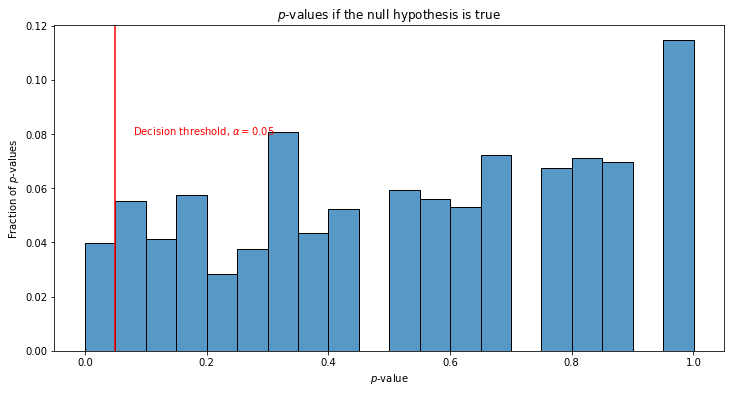 p-values if the null hypothesis is true
0.12
0.10
0.08
0.06
0.04
0.02
0.00
Fraction of p-values
Decision threshold, α = 0.05
0.0 0.2 0.4 0.6 0.8 1.0
p-value